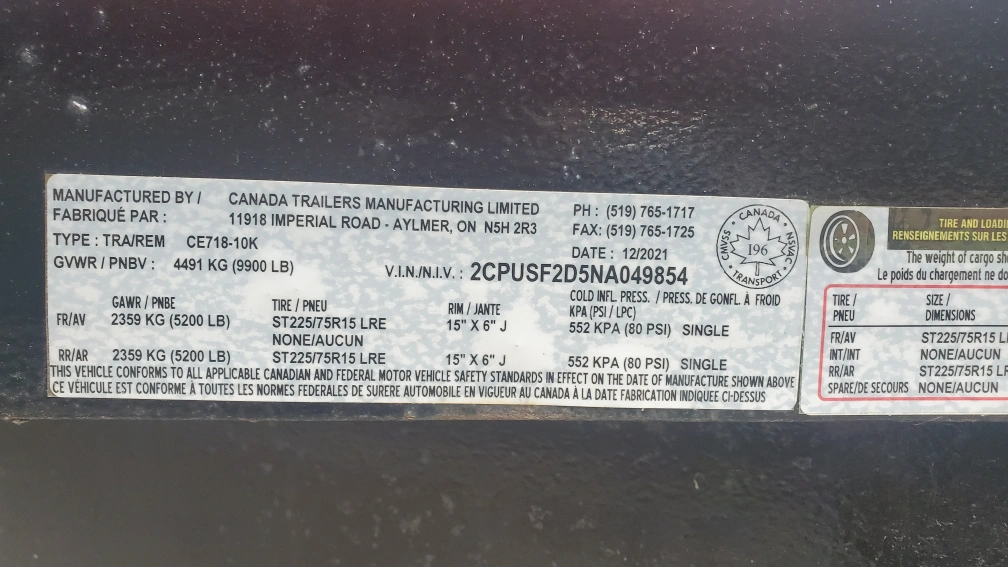 MANUFACTURED BY / CANADA TRAILERS MANUFACTURING LIMITED PH : (519) 765-1717
FABRIQUÉ PAR : 11918 IMPERIAL ROAD - AYLMER, ON N5H 2R3 FAX: (519) 765-1725
TYPE : TRA/REM CE718-10K DATE : 12/2021
GVWR / PNBV : 4491 KG (9900 LB) V.I.N./N.I.V. : 2CPUSF2D5NA049854
CANADA
CMVSS 196 NSVAC
TRANSPORT
GAWR / PNBE TIRE / PNEU RIM / JANTE COLD INFL. PRESS. / PRESS. DE GONFL. À FROID
KPA (PSI / LPC)
FR/AV 2359 KG (5200 LB) ST225/75R15 LRE 15" X 6" J 552 KPA (80 PSI) SINGLE
NONE/AUCUN
RR/AR 2359 KG (5200 LB) ST225/75R15 LRE 15" X 6" J 552 KPA (80 PSI) SINGLE
THIS VEHICLE CONFORMS TO ALL APPLICABLE CANADIAN AND FEDERAL MOTOR VEHICLE SAFETY STANDARDS IN EFFECT ON THE DATE OF MANUFACTURE SHOWN ABOVE
CE VÉHICULE EST CONFORME À TOUTES LES NORMES FEDERALES DE SURERE AUTOMOBILE EN VIGUEUR AU CANADA À LA DATE FABRICATION INDIQUEE CI-DESSUS
TIRE AND LOADI
RENSEIGNEMENTS SUR LES
The weight of cargo sh
Le poids du chargement ne do
TIRE / SIZE /
PNEU DIMENSIONS
FR/AV ST225/75R15 L
INT/INT NONE/AUCUN
RR/AR ST225/75R15 L
SPARE/DE SECOURS NONE/AUCUN